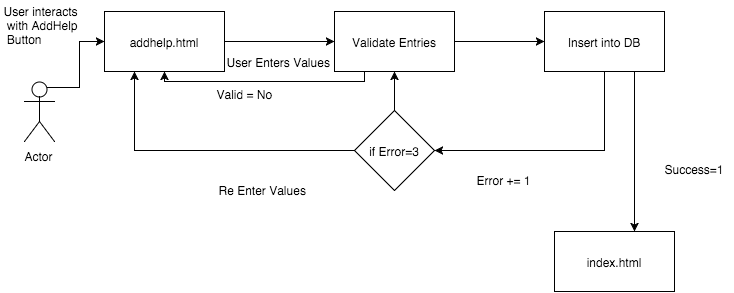 User interacts
with AddHelp
Button
addhelp.html
Validate Entries
Insert into DB
User Enters Values
Valid = No
if Error=3
Actor
Error += 1
Success=1
Re Enter Values
index.html